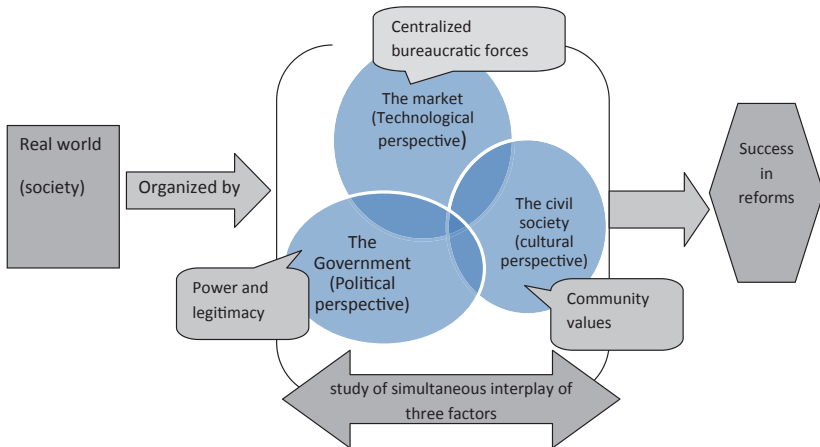 Real world
(society)
Organized by
Centralized
bureaucratic forces
The market
(Technological
perspective)
The civil
society
(cultural
perspective)
The
Government
(Political
perspective)
Power and
legitimacy
Community
values
study of simultaneous interplay of
three factors
Success
in
reforms